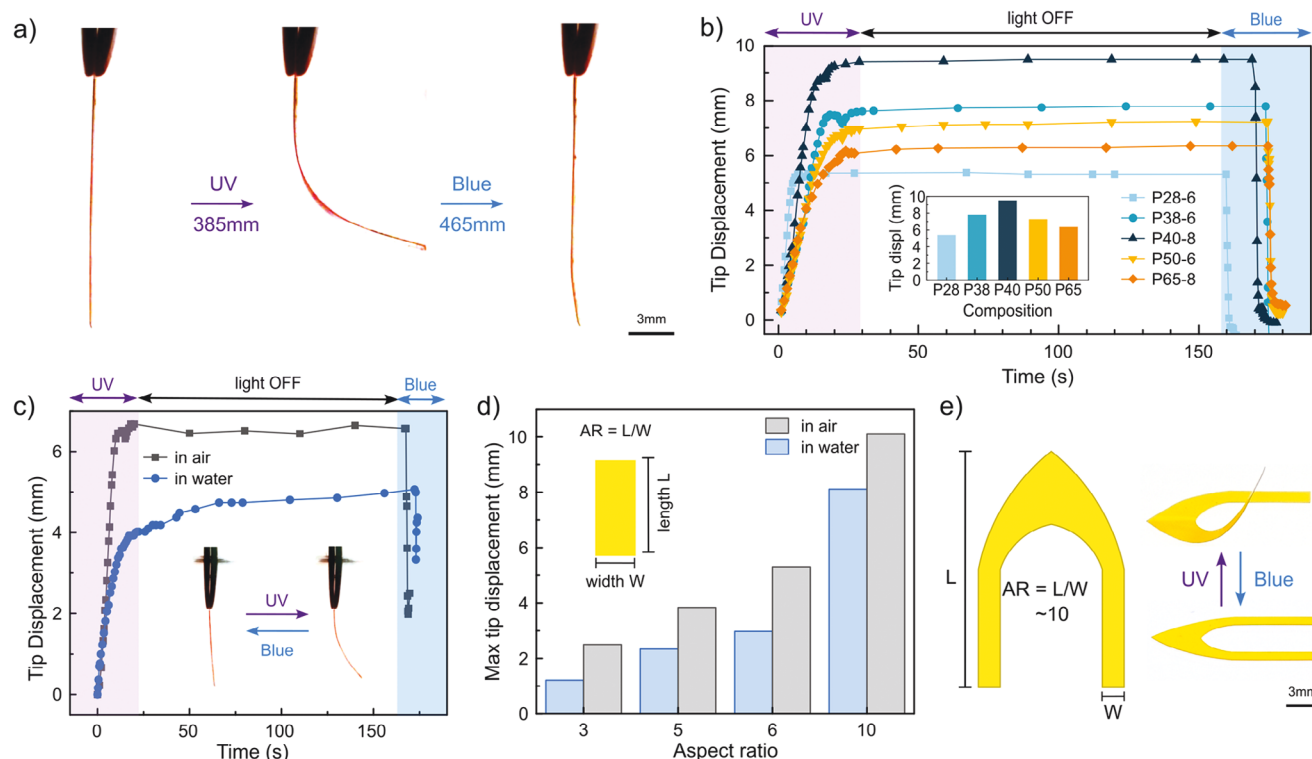 a)
UV
385mm
Blue
465mm
3mm
b)
UV
light OFF
Blue
Tip Displacement (mm)
10
8
6
4
2
0
0
50
100
150
Time (s)
Tip displ (mm)
10
8
6
4
2
0
P28 P38 P40 P50 P65
Composition
P28-6
P38-6
P40-8
P50-6
P65-8
c)
UV
light OFF
Blue
Tip Displacement (mm)
6
4
2
0
in air
in water
UV
Blue
0
50
100
150
Time (s)
d)
Max tip displacement (mm)
10
8
6
4
2
0
AR = L/W
length L
width W
in air
in water
3
5
6
10
Aspect ratio
e)
L
AR = L/W
~10
W
UV
Blue
3mm